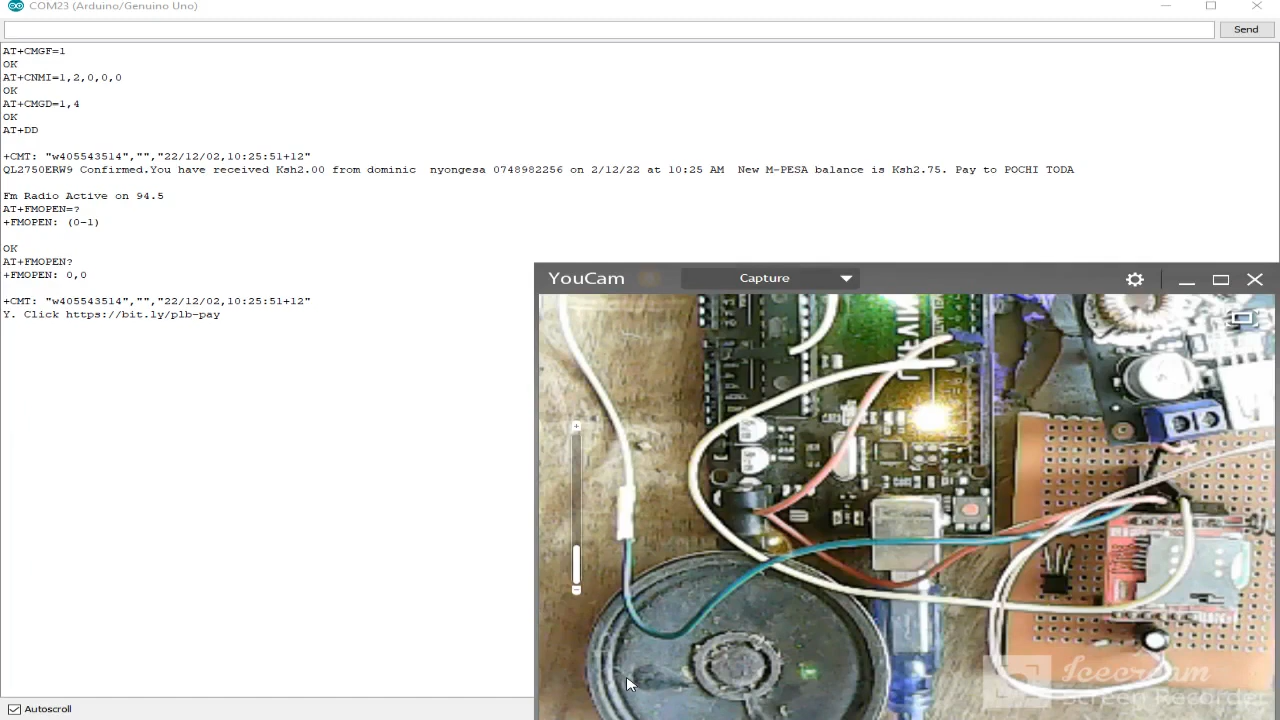 COM23 (Arduino/Genuino Uno)
Send
AT+CMGF=1
OK
AT+CNMI=1,2,0,0,0
OK
AT+CMGD=1,4
OK
AT+DD
+CMT: "w405543514","","22/12/02,10:25:51+12"
QL2750ERW9 Confirmed.You have received Ksh2.00 from dominic  nyongesa 0748982256 on 2/12/22 at 10:25 AM  New M-PESA balance is Ksh2.75. Pay to POCHI TODA
Fm Radio Active on 94.5
AT+FMOPEN=?
+FMOPEN: (0-1)
OK
AT+FMOPEN?
+FMOPEN: 0,0
+CMT: "w405543514","","22/12/02,10:25:51+12"
Y. Click https://bit.ly/plb-pay
YouCam
Capture
Icecream
Screen Recorder
Autoscroll